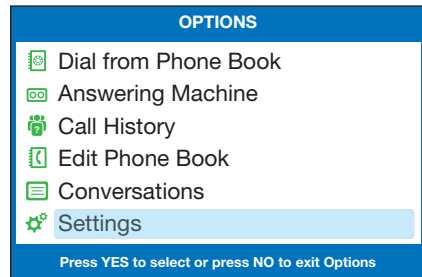 OPTIONS
Dial from Phone Book
Answering Machine
Call History
Edit Phone Book
Conversations
Settings
Press YES to select or press NO to exit Options